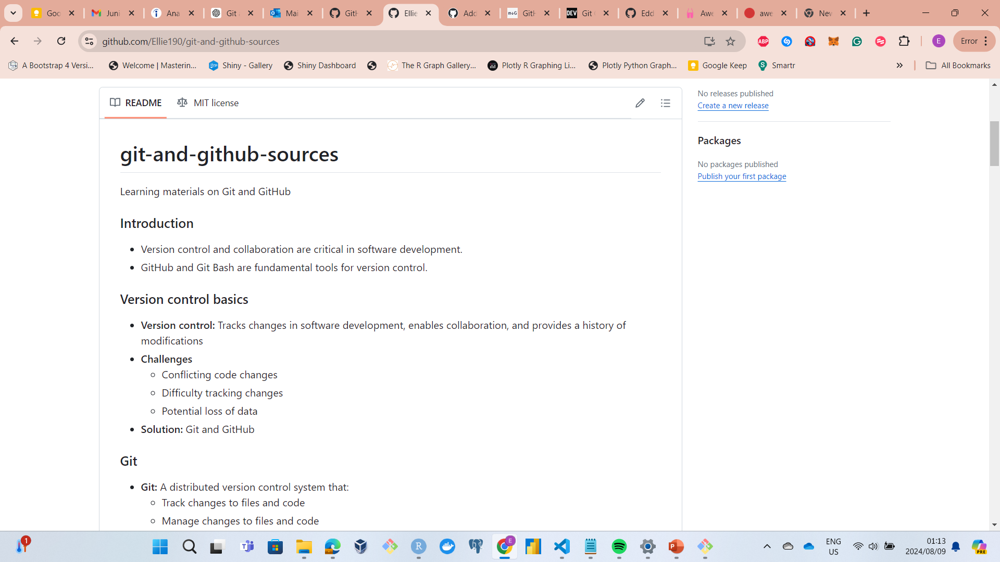 Goo
Juni
Ana
Git a
Mai
GitH
Ellie
Add
GitH
DEV Git
Edd
Awe
awe
New
github.com/Ellie190/git-and-github-sources
ABP
E
Error
A Bootstrap 4 Versi...
Welcome | Masterin...
Shiny - Gallery
Shiny Dashboard
The R Graph Gallery...
Plotly R Graphing Li...
Plotly Python Graph...
Google Keep
Smartr
All Bookmarks
README
MIT license
No releases published
Create a new release
Packages
No packages published
Publish your first package
git-and-github-sources
Learning materials on Git and GitHub
Introduction
Version control and collaboration are critical in software development.
GitHub and Git Bash are fundamental tools for version control.
Version control basics
Version control: Tracks changes in software development, enables collaboration, and provides a history of
modifications
Challenges
Conflicting code changes
Difficulty tracking changes
Potential loss of data
Solution: Git and GitHub
Git
Git: A distributed version control system that:
Track changes to files and code
Manage changes to files and code
1
ENG
US
01:13
2024/08/09
PRE